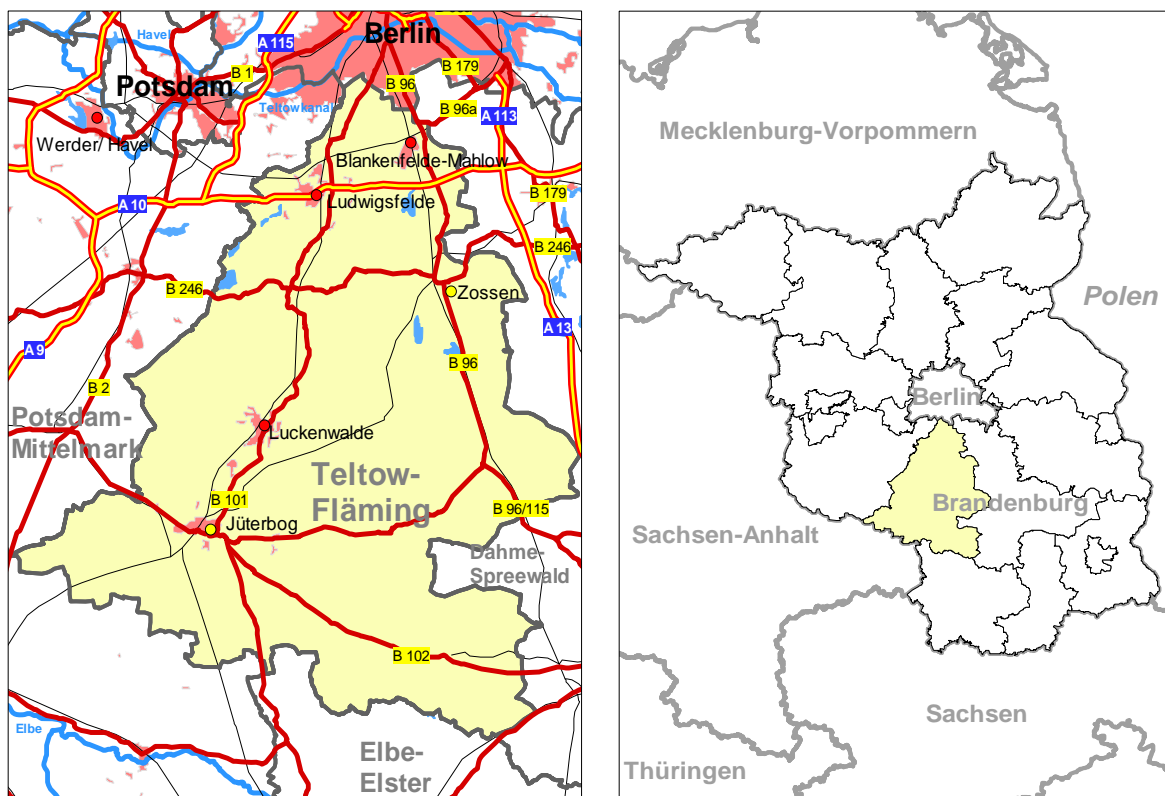 Havel
A 115
Berlin
B 1
B 179
Potsdam
B 96
Teltowkanal
B 96a
A 113
Werder/ Havel
Blankenfelde-Mahlow
B 179
A 10
Ludwigsfelde
B 246
B 246
Zossen
A 13
A 9
B 96
B 2
Potsdam-
Mittelmark
Luckenwalde
Teltow-
Fläming
B 101
B 96/115
Jüterbog
Dahme-
Spreewald
B 102
Elbe
Elbe-
Elster
Mecklenburg-Vorpommern
Polen
Berlin
Brandenburg
Sachsen-Anhalt
Sachsen
Thüringen